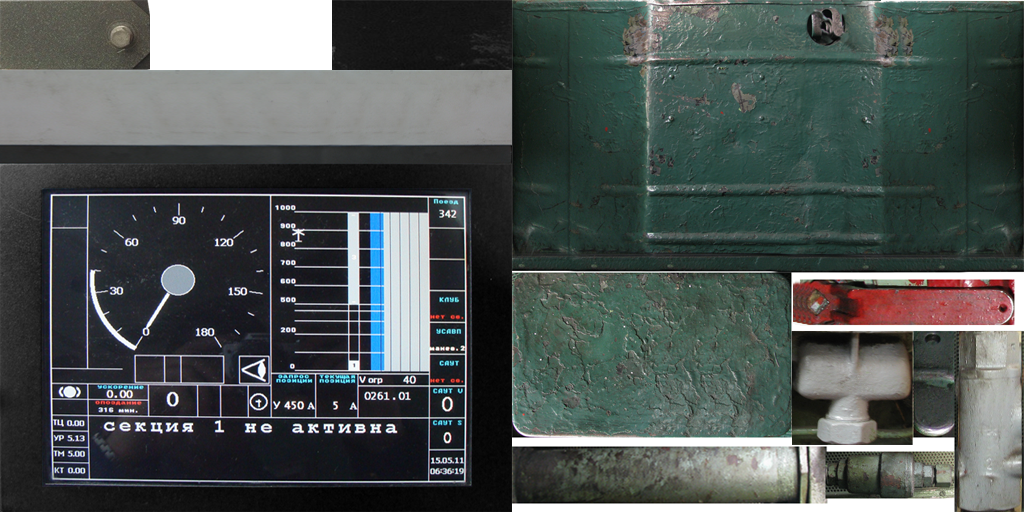 90
60
120
30
150
0
180
1000
900
800
700
600
500
200
0
1
Поезд
342
КЛУБ
нет со.
УСАВП
манев.2
САУТ
нет со.
САУТ V
0
САУТ S
0
15.05.11
06:36:19
УСКОРЕНИЕ
0.00
ОПОЗДАНИЕ
316 мин.
0
ЗАПРОС
ПОЗИЦИИ
У 450 А
ТЕКУЩАЯ
ПОЗИЦИЯ
5 А
V огр 40
0261.01
ТЦ 0.00
УР 5.13
ТМ 5.00
КТ 0.00
секция 1 не активна